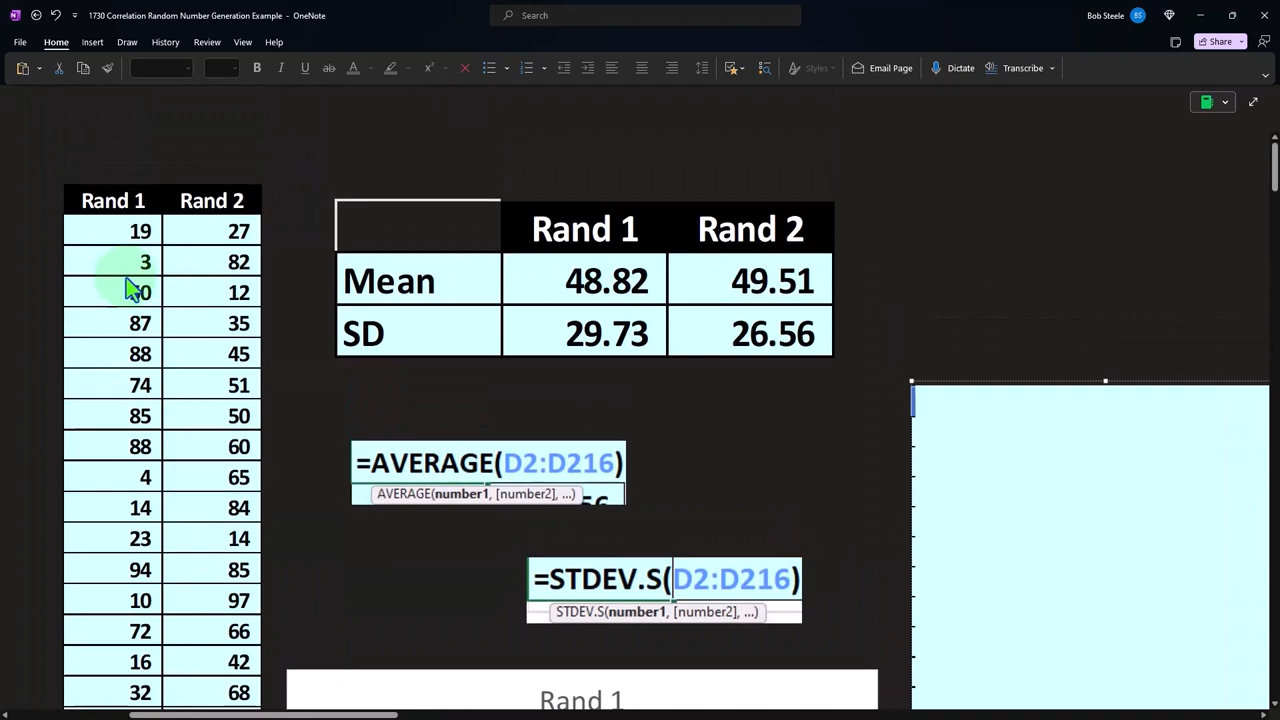 1730 Correlation Random Number Generation Example - OneNote
Search
Bob Steele
BS
File Home Insert Draw History Review View Help
Share
Email Page
Dictate
Transcribe
Styles
Rand 1 Rand 2
19 27
3 82
12
87 35
88 45
74 51
85 50
88 60
4 65
14 84
23 14
94 85
10 97
72 66
16 42
32 68
Rand 1 Rand 2
Mean 48.82 49.51
SD 29.73 26.56
=AVERAGE(D2:D216)
AVERAGE(number1, [number2], ...)
=STDEV.S(D2:D216)
STDEV.S(number1, [number2], ...)
Rand 1